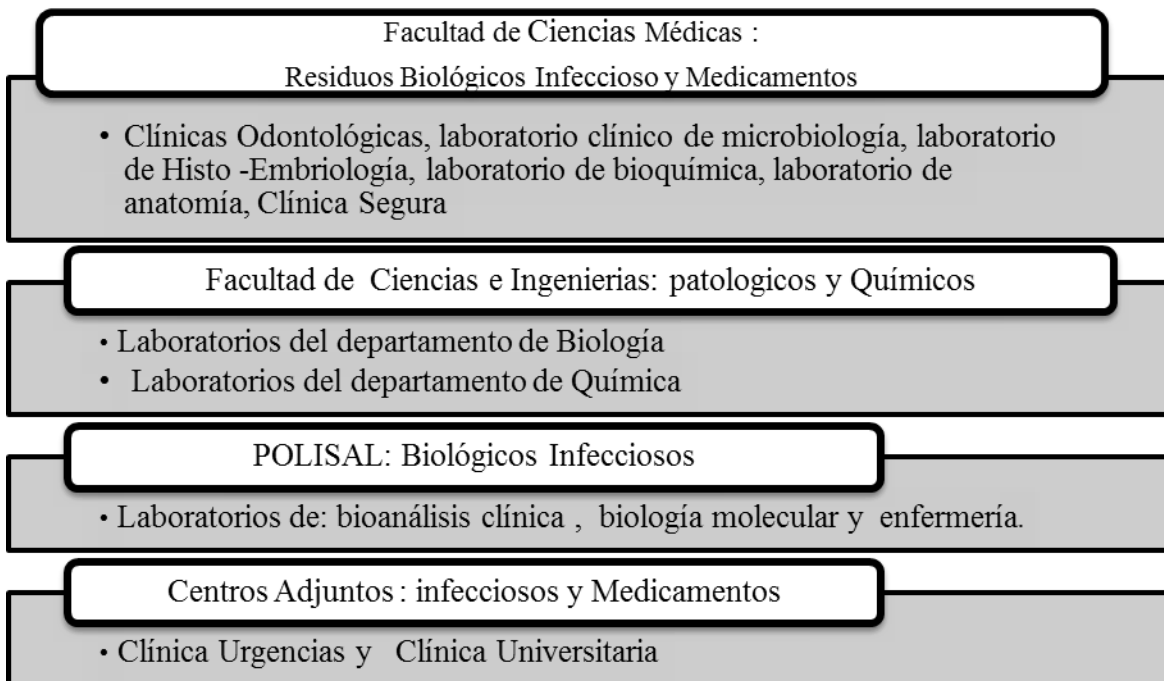 Facultad de Ciencias Médicas :
Residuos Biológicos Infeccioso y Medicamentos
• Clínicas Odontológicas, laboratorio clínico de microbiología, laboratorio
de Histo -Embriología, laboratorio de bioquímica, laboratorio de
anatomía, Clínica Segura
Facultad de Ciencias e Ingenierias: patologicos y Químicos
• Laboratorios del departamento de Biología
• Laboratorios del departamento de Química
POLISAL: Biológicos Infecciosos
• Laboratorios de: bioanálisis clínica , biología molecular y enfermería.
Centros Adjuntos : infecciosos y Medicamentos
• Clínica Urgencias y Clínica Universitaria